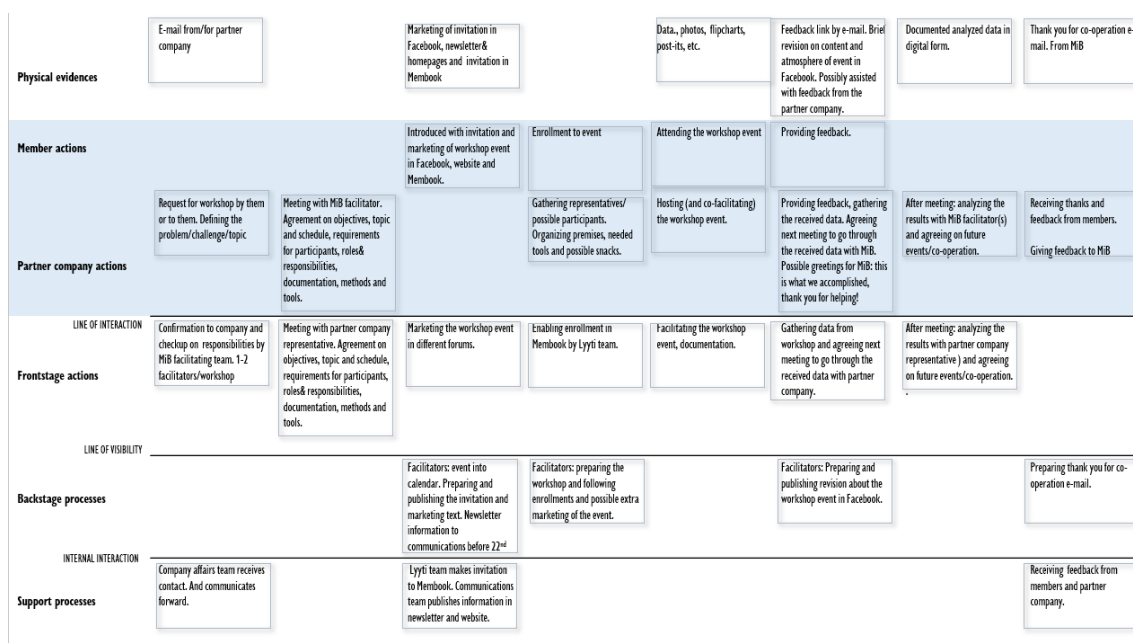 E-mail from/for partner
company
Marketing of invitation in
Facebook, newsletter&
homepages and invitation in
Membook
Data., photos, flipcharts,
post-its, etc.
Feedback link by e-mail. Brief
revision on content and
atmosphere of event in
Facebook. Possibly assisted
with feedback from the
partner company.
Documented analyzed data in
digital form.
Thank you for co-operation e-
mail. From MiB
Physical evidences
Member actions
Introduced with invitation and
marketing of workshop event
in Facebook, website and
Membook.
Enrollment to event
Attending the workshop event
Providing feedback.
Partner company actions
Request for workshop by them
or to them. Defining the
problem/challenge/topic
Meeting with MiB facilitator.
Agreement on objectives, topic
and schedule, requirements
for participants, roles&
responsibilities,
documentation, methods and
tools.
Gathering representatives/
possible participants.
Organizing premises, needed
tools and possible snacks.
Hosting (and co-facilitating)
the workshop event.
Providing feedback, gathering
the received data. Agreeing
next meeting to go through
the received data with MiB.
Possible greetings for MiB: this
is what we accomplished,
thank you for helping!
After meeting: analyzing the
results with MiB facilitator(s)
and agreeing on future
events/co-operation.
Receiving thanks and
feedback from members.
Giving feedback to MiB
LINE OF INTERACTION
Frontstage actions
Confirmation to company and
checkup on responsibilities by
MiB facilitating team. 1-2
facilitators/workshop
Meeting with partner company
representative. Agreement on
objectives, topic and schedule,
requirements for participants,
roles& responsibilities,
documentation, methods and
tools.
Marketing the workshop event
in different forums.
Enabling enrollment in
Membook by Lyyti team.
Facilitating the workshop
event, documentation.
Gathering data from
workshop and agreeing next
meeting to go through the
received data with partner
company.
After meeting: analyzing the
results with partner company
representative ) and agreeing
on future events/co-operation.
.
LINE OF VISIBILITY
Backstage processes
Facilitators: event into
calendar. Preparing and
publishing the invitation and
marketing text. Newsletter
information to
communications before 22nd
Facilitators: preparing the
workshop and following
enrollments and possible extra
marketing of the event.
Facilitators: Preparing and
publishing revision about the
workshop event in Facebook.
Preparing thank you for co-
operation e-mail.
INTERNAL INTERACTION
Support processes
Company affairs team receives
contact. And communicates
forward.
Lyyti team makes invitation
to Membook. Communications
team publishes information in
newsletter and website.
Receiving feedback from
members and partner
company.